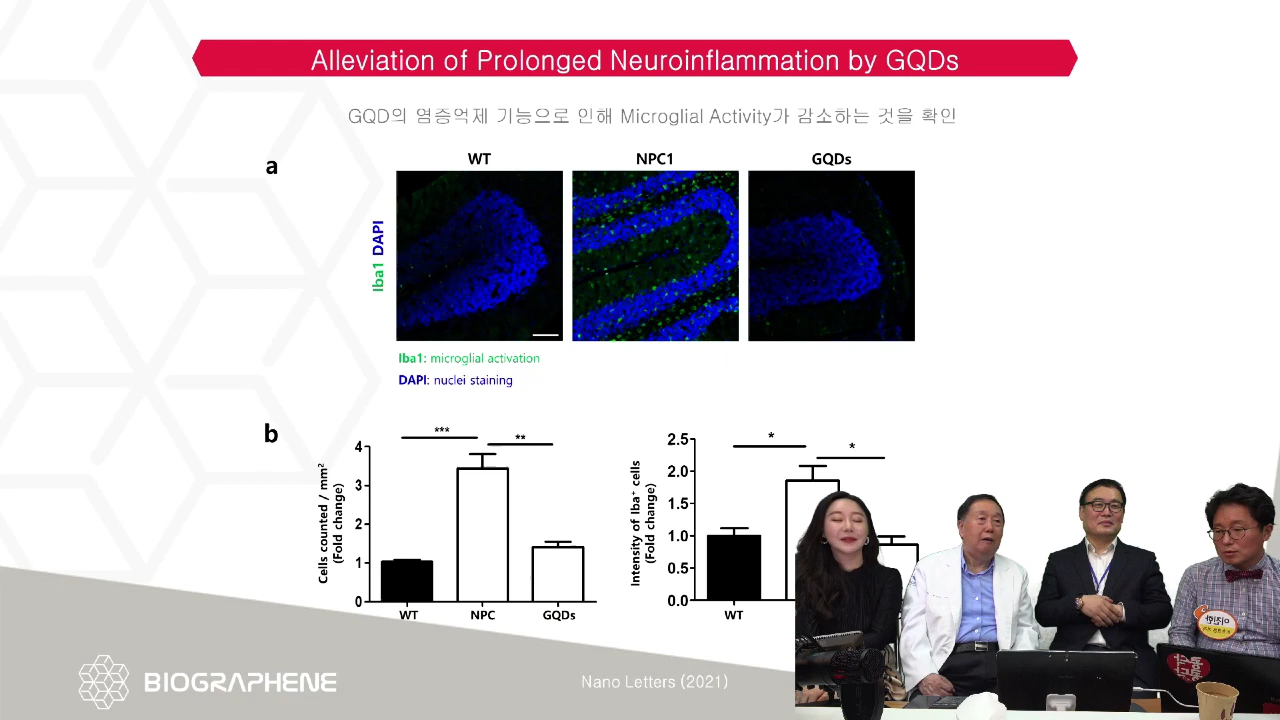 Alleviation of Prolonged Neuroinflammation by GQDs
GQD의 염증억제 기능으로 인해 Microglial Activity가 감소하는 것을 확인
a
WT
NPC1
GQDs
Iba1 DAPI
Iba1: microglial activation
DAPI: nuclei staining
b
Cells counted / mm²
(Fold change)
4
3
2
1
0
***
**
WT
NPC
GQDs
Intensity of Iba⁺ cells
(Fold change)
2.5
2.0
1.5
1.0
0.5
0.0
*
*
WT
BIOGRAPHENE
Nano Letters (2021)